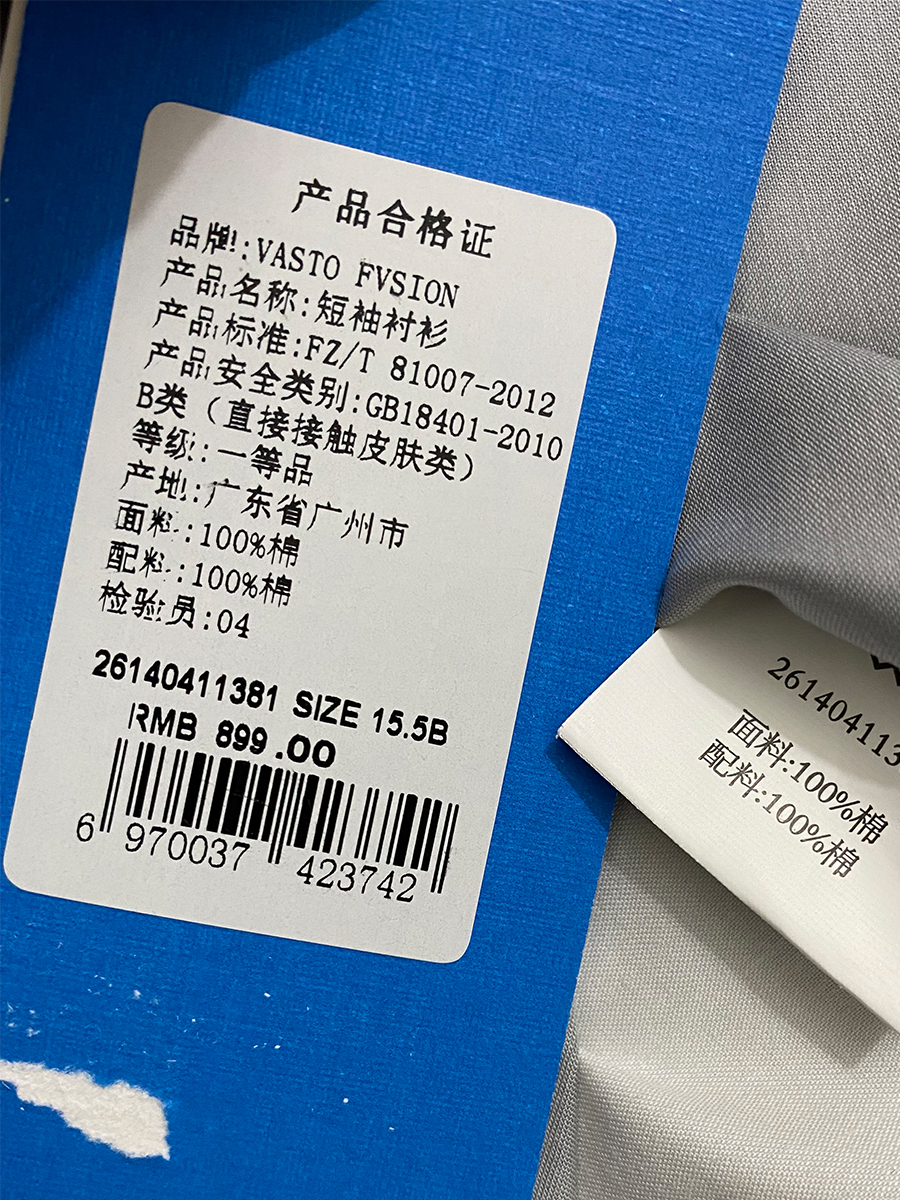 产品合格证
品牌:VASTO FVSION
产品名称:短袖衬衫
产品标准:FZ/T 81007-2012
产品安全类别:GB18401-2010
B类（直接接触皮肤类）
等级:一等品
产地:广东省广州市
面料:100%棉
配料:100%棉
检验员:04
26140411381 SIZE 15.5B
RMB 899.00
6 970037 423742
261404113
面料:100%棉
配料:100%棉